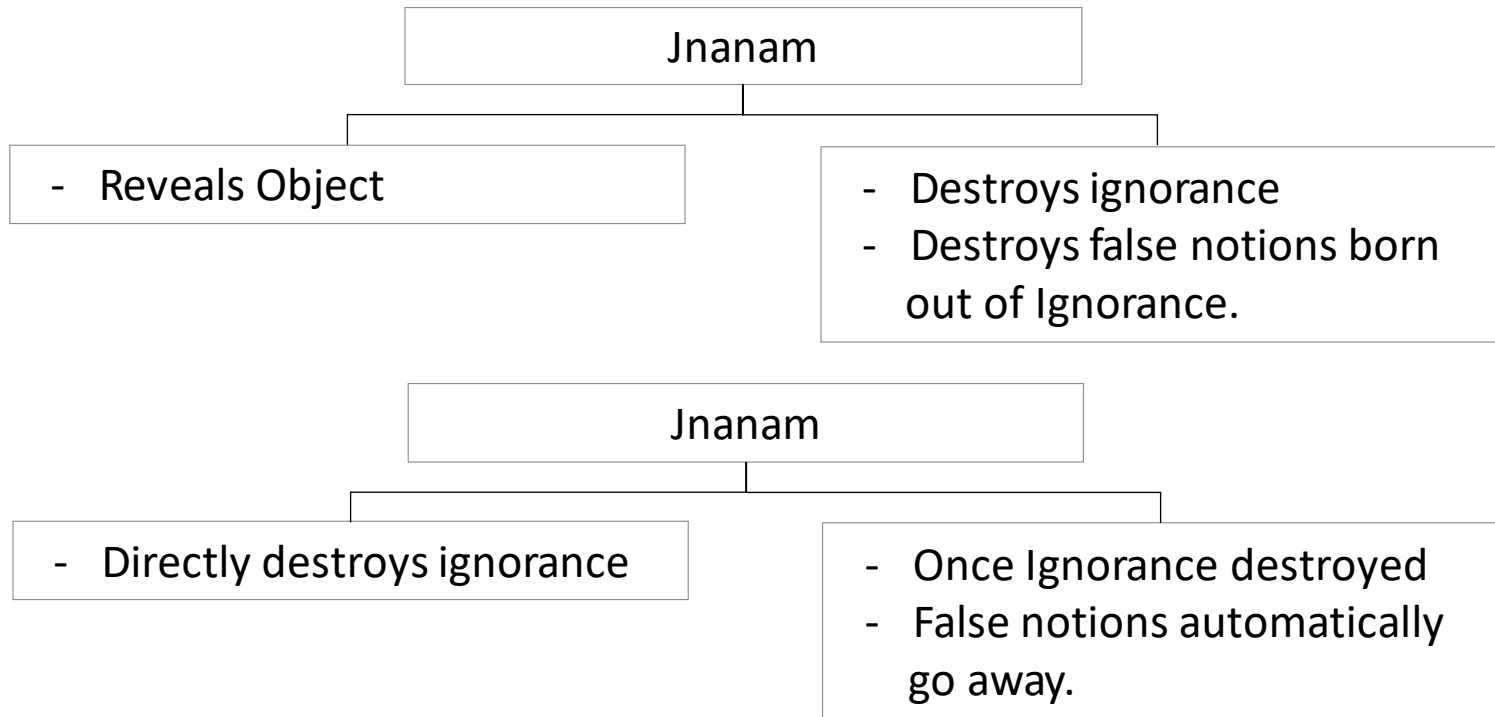 Jnanam
- Reveals Object
- Destroys ignorance
- Destroys false notions born
out of Ignorance.
Jnanam
- Directly destroys ignorance
- Once Ignorance destroyed
- False notions automatically
go away.